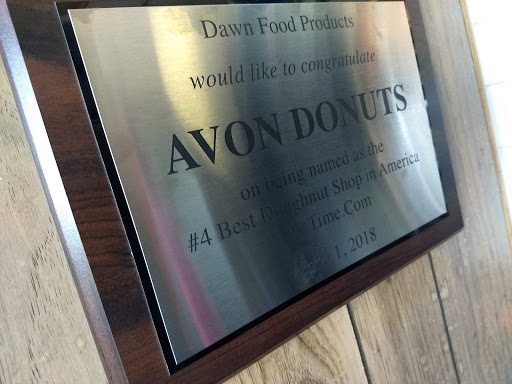 Dawn Food Products
would like to congratulate
AVON DONUTS
on being named as the
#4 Best Doughnut Shop in America
Time.Com
1, 2018